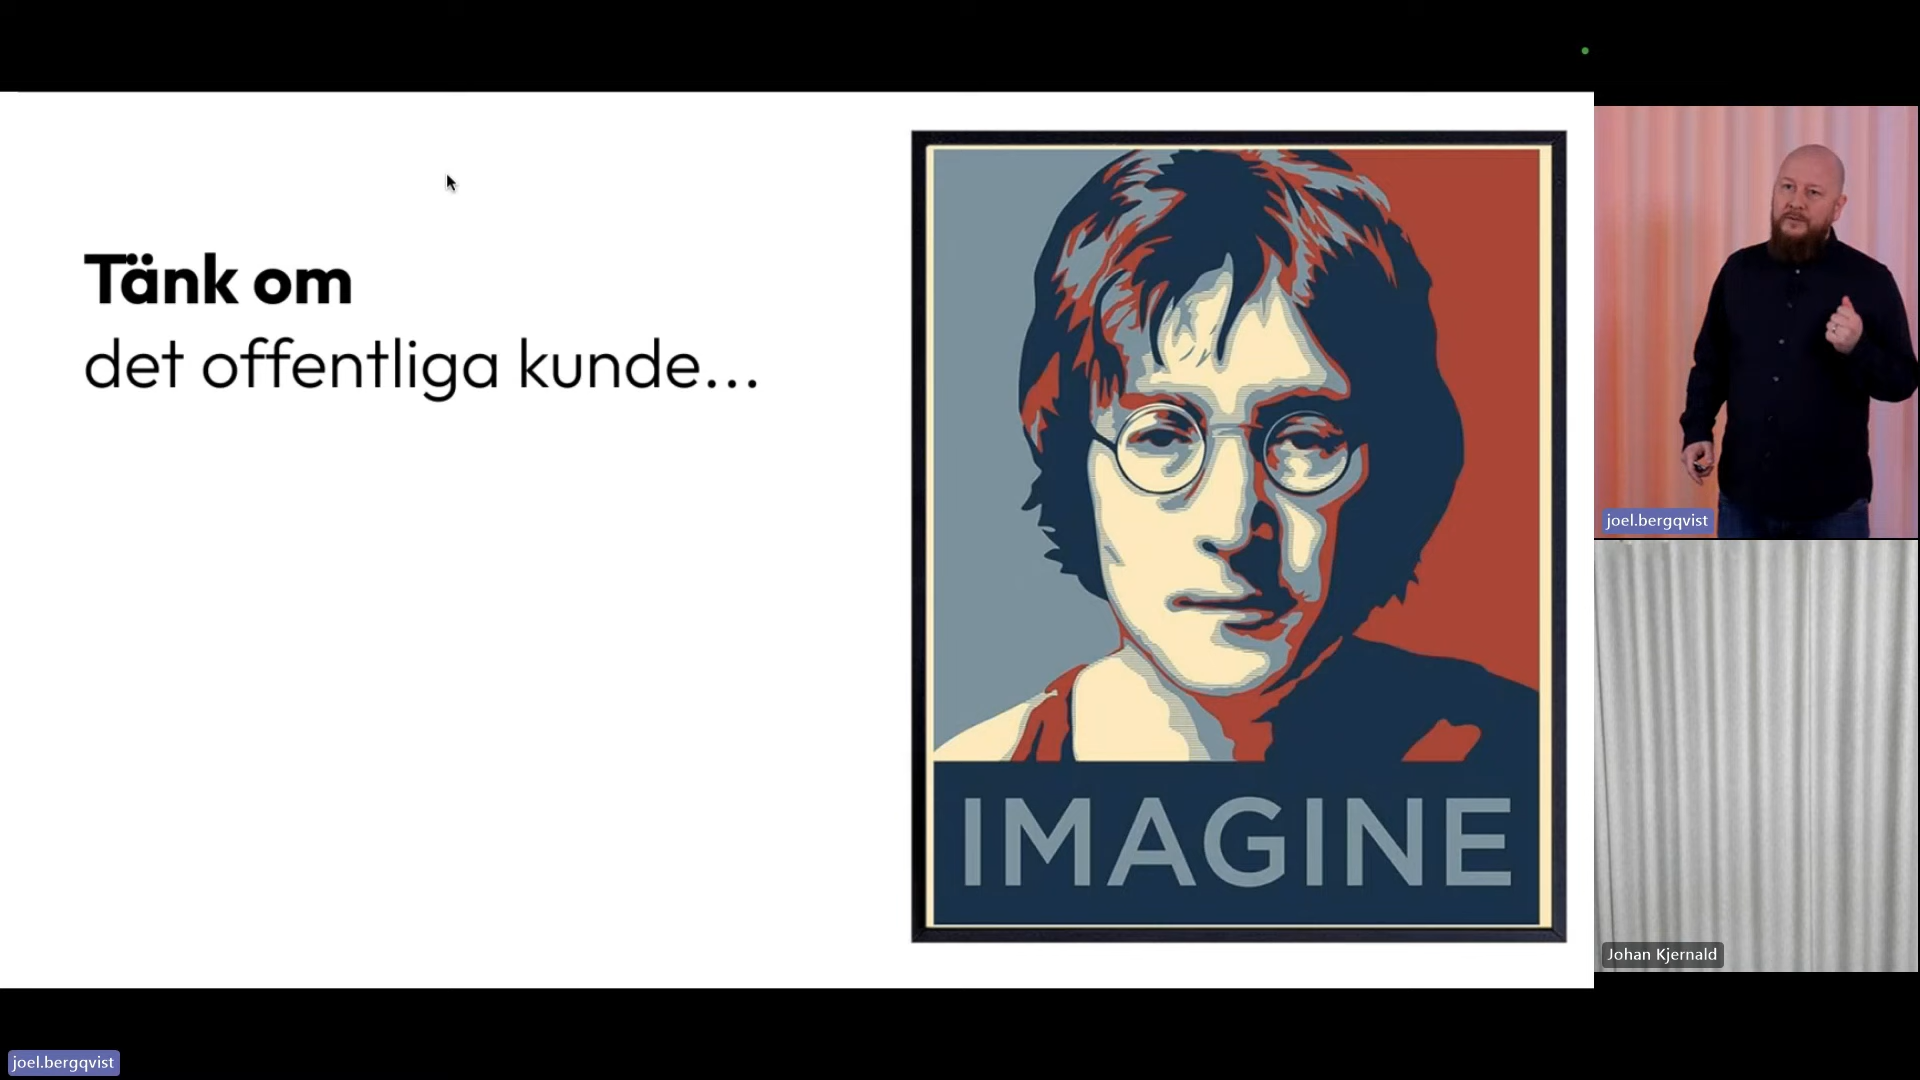 Tänk om
det offentliga kunde...
IMAGINE
joel.bergqvist
Johan Kjernald
joel.bergqvist